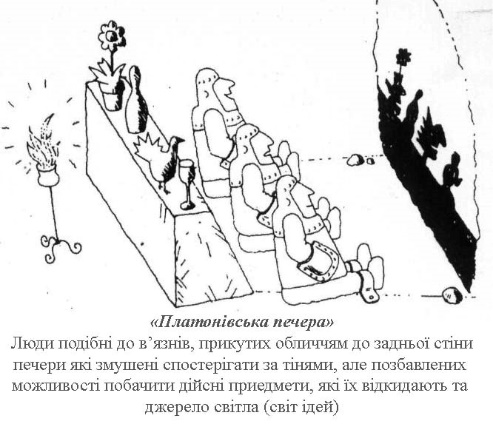 «Платонівська печера»
Люди подібні до в’язнів, прикутих обличчям до задньої стіни
печери які змушені спостерігати за тінями, але позбавлених
можливості побачити дійсні приедмети, які їх відкидають та
джерело світла (світ ідей)